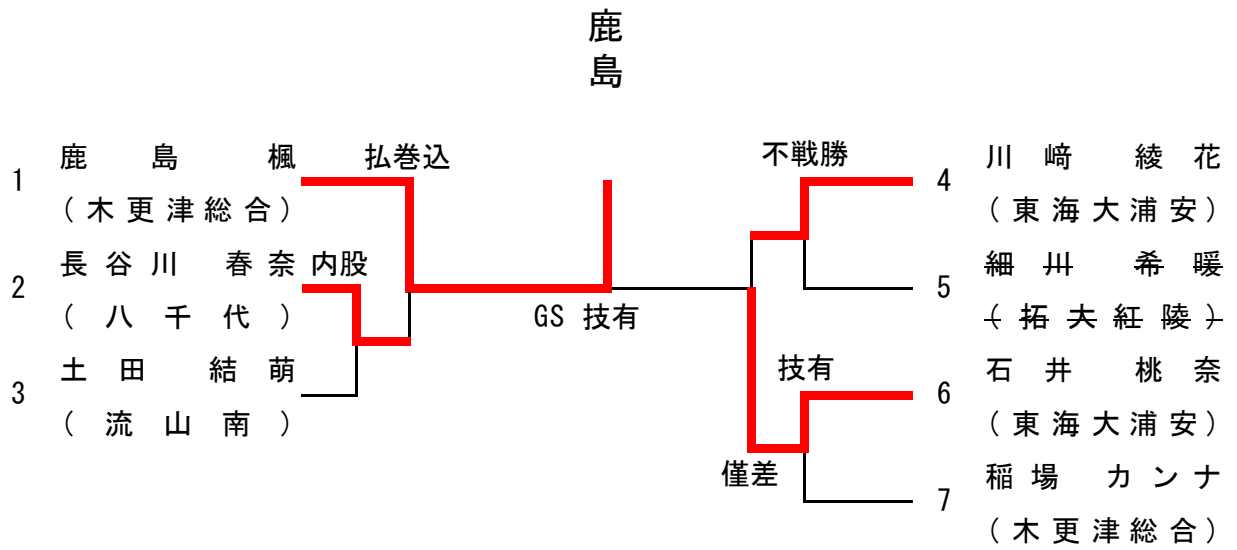 鹿島
1
鹿島 楓
(木更津総合)
払巻込
2
長谷川 春奈
(八千代)
内股
3
土田 結萌
(流山南)
GS 技有
不戦勝
4
川﨑 綾花
(東海大浦安)
5
細川 希暖
(拓大紅陵)
技有
6
石井 桃奈
(東海大浦安)
僅差
7
稲場 カンナ
(木更津総合)